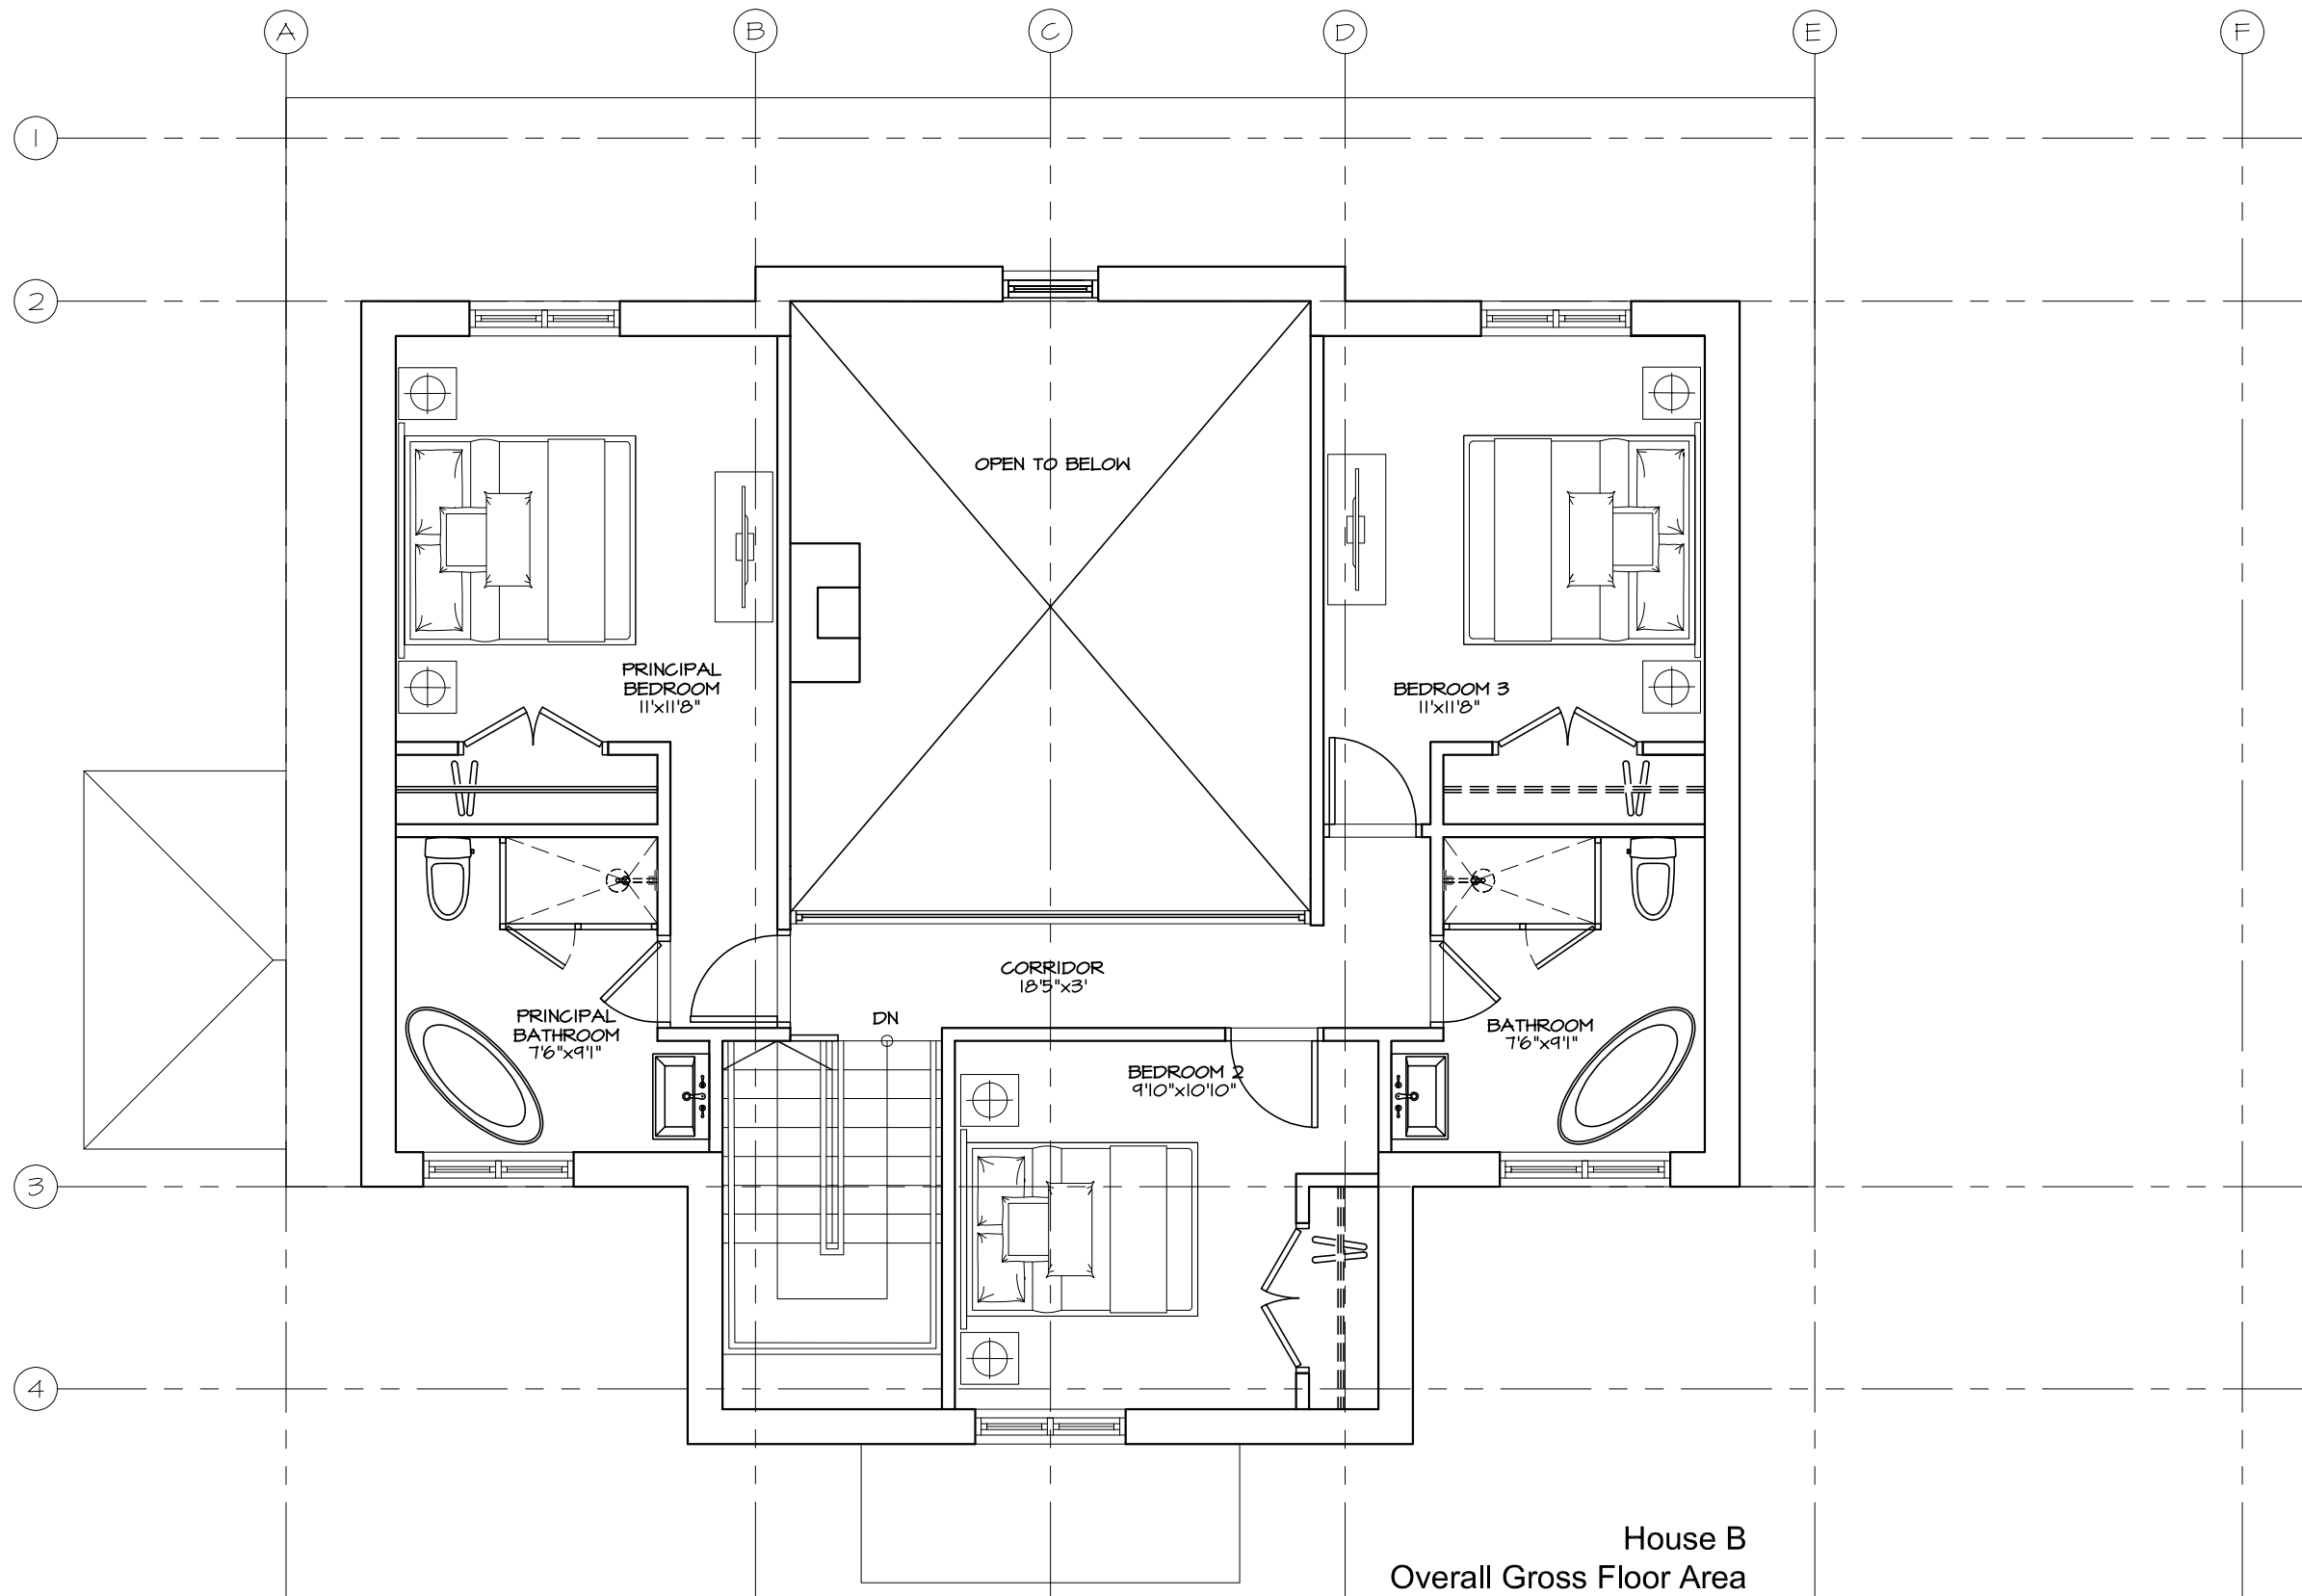 A
B
C
D
E
F
1
2
OPEN TO BELOW
PRINCIPAL
BEDROOM
11'x11'8"
BEDROOM 3
11'x11'8"
CORRIDOR
18'5"x3'
DN
PRINCIPAL
BATHROOM
7'6"x9'1"
BATHROOM
7'6"x9'1"
BEDROOM 2
9'10"x10'10"
3
4
House B
Overall Gross Floor Area